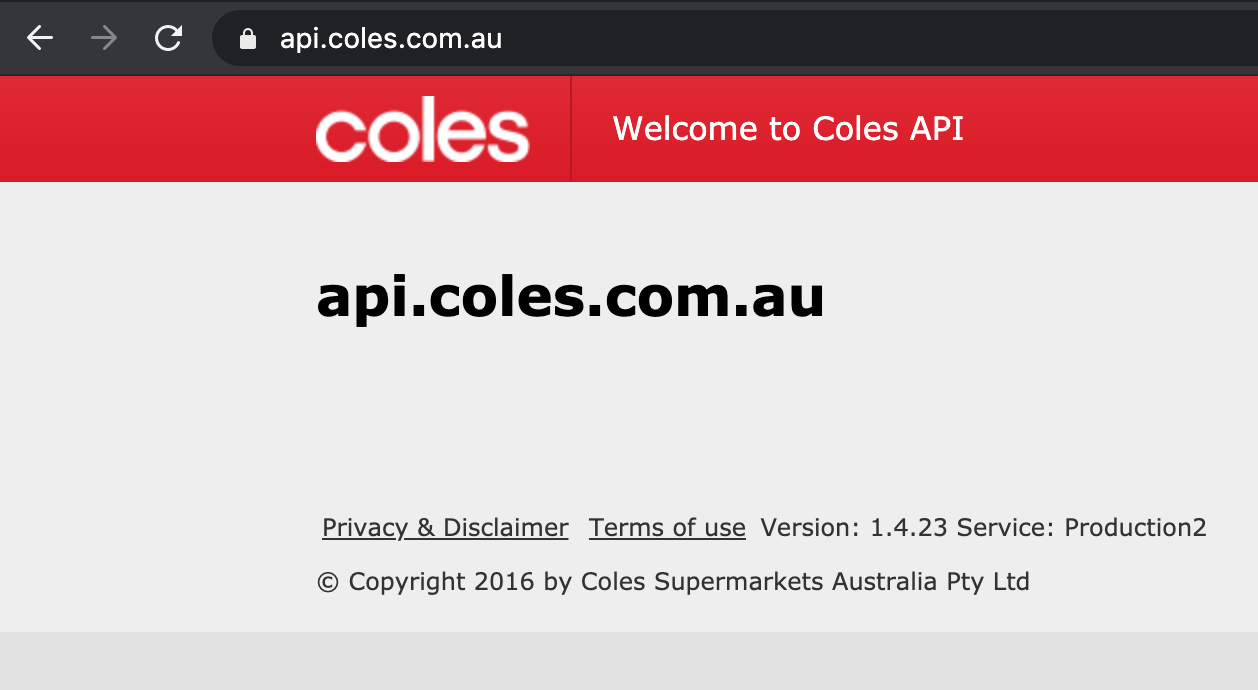 api.coles.com.au
coles
Welcome to Coles API
api.coles.com.au
Privacy & Disclaimer Terms of use Version: 1.4.23 Service: Production2
© Copyright 2016 by Coles Supermarkets Australia Pty Ltd